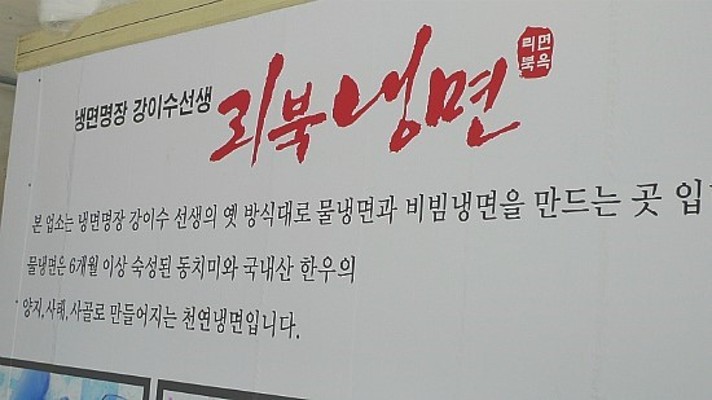 냉면명장 강이수선생
리북냉면
리면
북옥
본 업소는 냉면명장 강이수 선생의 옛 방식대로 물냉면과 비빔냉면을 만드는 곳 입
물냉면은 6개월 이상 숙성된 동치미와 국내산 한우의
양지, 사태, 사골로 만들어지는 천연냉면입니다.